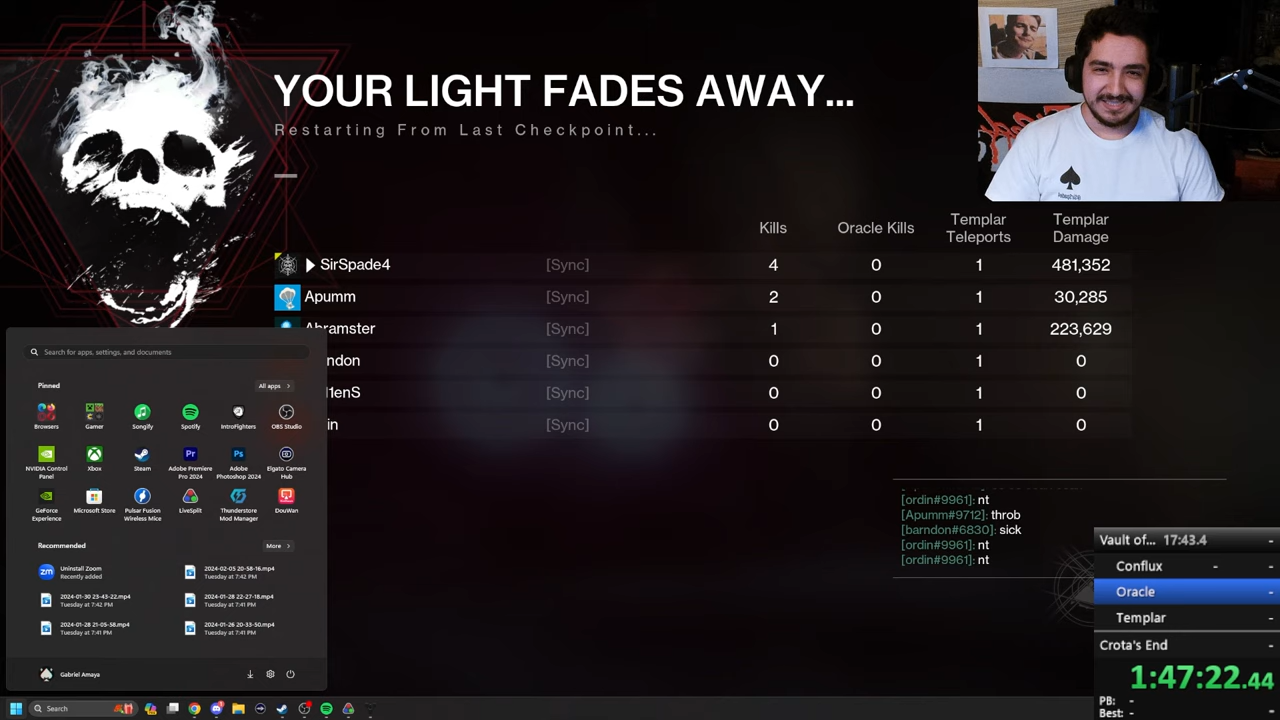 YOUR LIGHT FADES AWAY...
Restarting From Last Checkpoint...
Kills Oracle Kills Templar Teleports Templar Damage
SirSpade4 [Sync] 4 0 1 481,352
Apumm [Sync] 2 0 1 30,285
Abramster [Sync] 1 0 1 223,629
ndon [Sync] 0 0 1 0
1enS [Sync] 0 0 1 0
in [Sync] 0 0 1 0
Search for apps, settings, and documents
Pinned All apps
Browsers Gamer Songify Spotify IntroFighters OBS Studio
NVIDIA Control Panel Xbox Steam Adobe Premiere Pro 2024 Adobe Photoshop 2024 Elgato Camera Hub
GeForce Experience Microsoft Store Pulsar Fusion Wireless Mice LiveSplit Thunderstore Mod Manager DouWan
Recommended More
zm Uninstall Zoom 2024-02-05 20-58-16.mp4
Recently added Tuesday at 7:42 PM
2024-01-30 23-43-22.mp4 2024-01-28 22-27-18.mp4
Tuesday at 7:42 PM Tuesday at 7:41 PM
2024-01-28 21-05-58.mp4 2024-01-26 20-33-50.mp4
Tuesday at 7:41 PM Tuesday at 7:41 PM
Gabriel Amaya
Search
[ordin#9961]: nt
[Apumm#9712]: throb
[barndon#6830]: sick
[ordin#9961]: nt
[ordin#9961]: nt
Vault of... 17:43.4 -
Conflux - -
Oracle -
Templar -
Crota's End -
1:47:22.44
PB: -
Best: - -